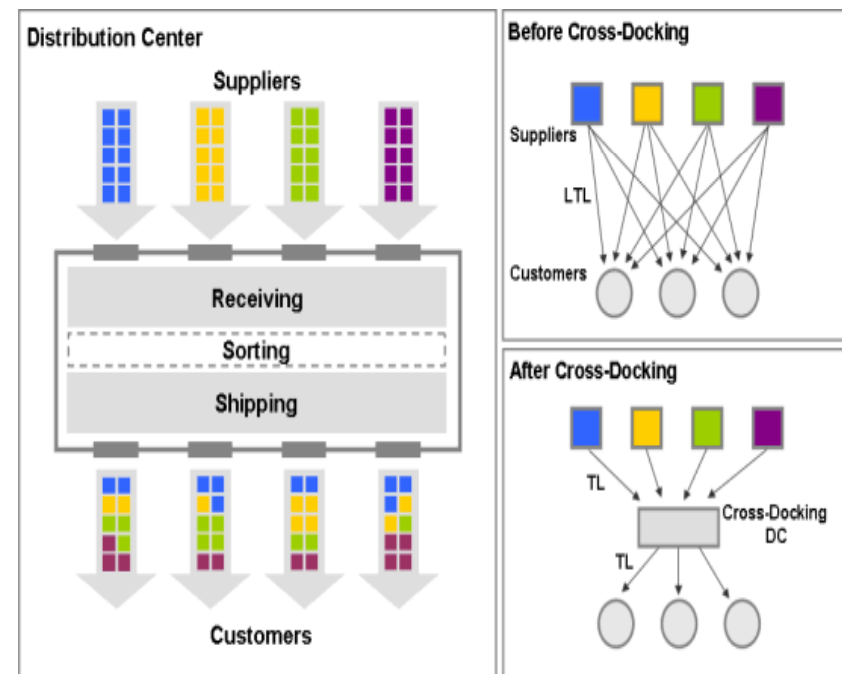 Distribution Center
Suppliers
Receiving
Sorting
Shipping
Customers
Before Cross-Docking
Suppliers
LTL
Customers
After Cross-Docking
TL
Cross-Docking
DC
TL